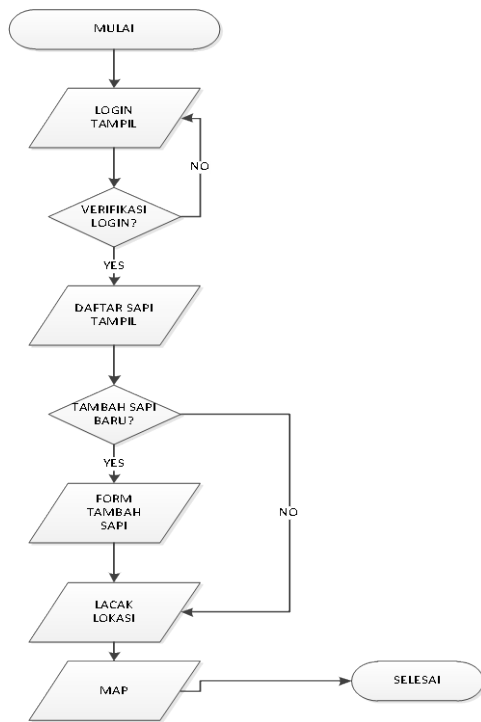 MULAI
LOGIN
TAMPIL
NO
VERIFIKASI
LOGIN?
YES
DAFTAR SAPI
TAMPIL
TAMBAH SAPI
BARU?
YES
FORM
TAMBAH
SAPI
NO
LACAK
LOKASI
MAP
SELESAI